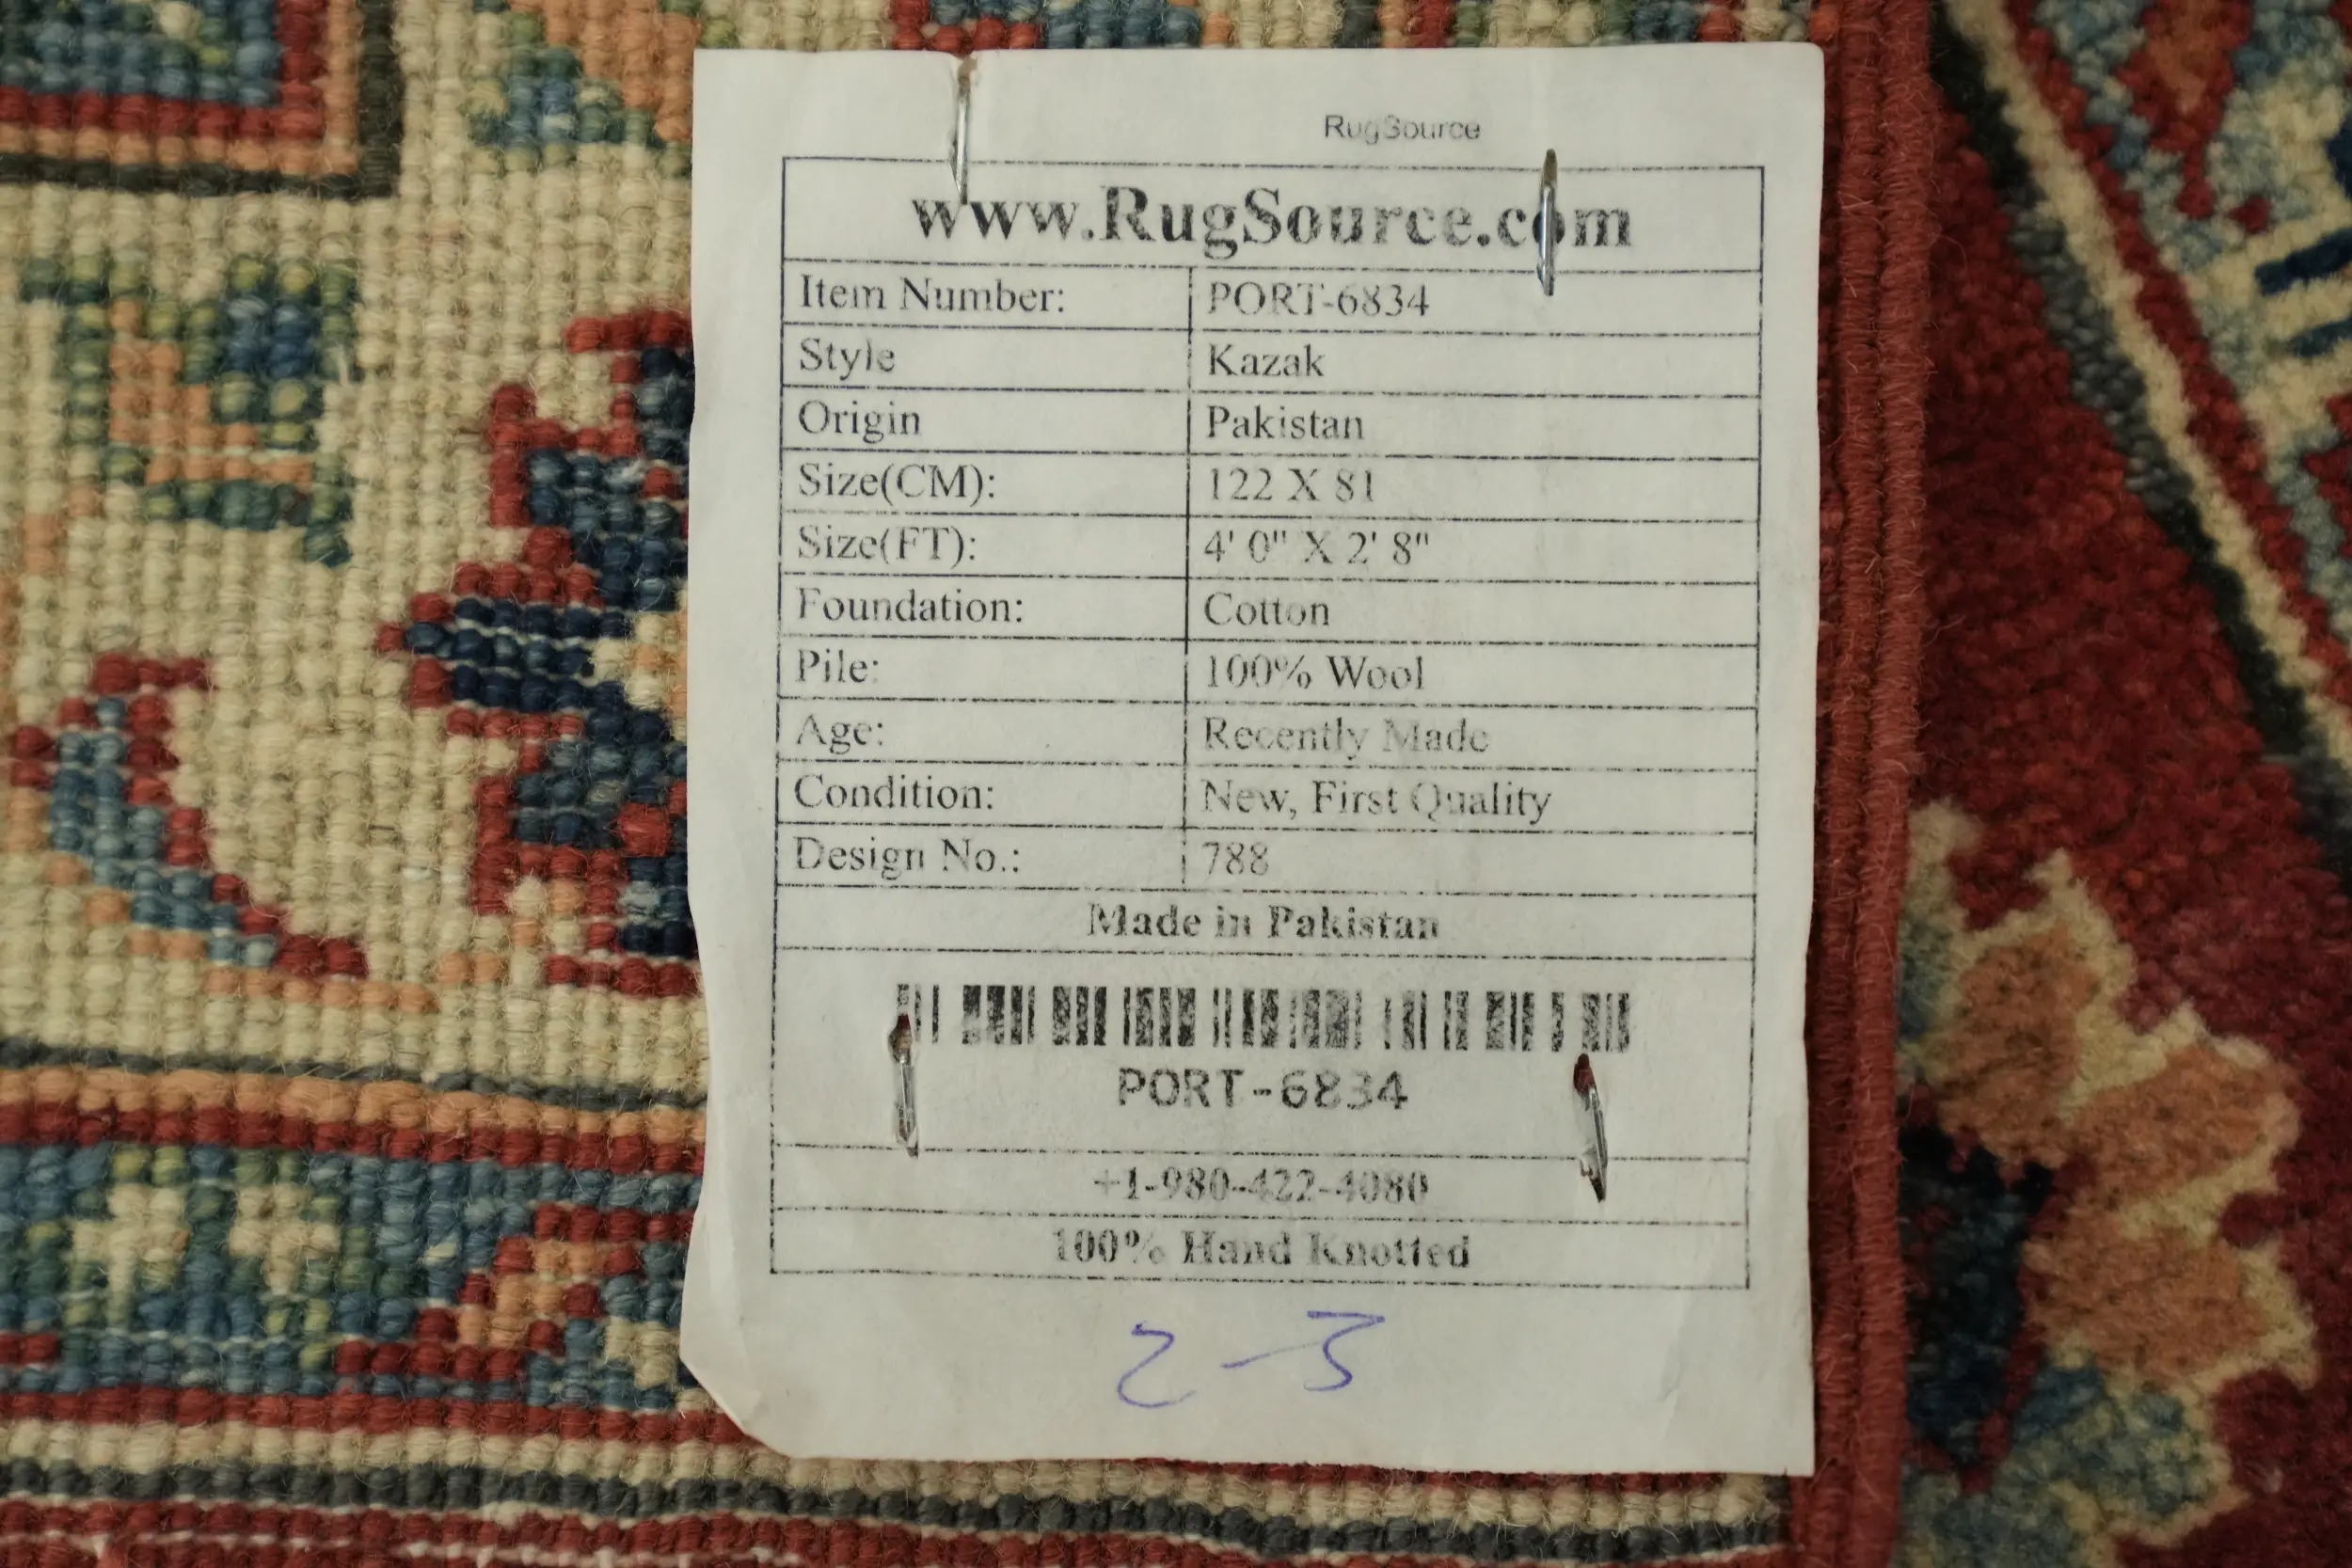 RugSource
www.RugSource.com
Item Number: PORT-6834
Style Kazak
Origin Pakistan
Size(CM): 122 X 81
Size(FT): 4' 0" X 2' 8"
Foundation: Cotton
Pile: 100% Wool
Age: Recently Made
Condition: New, First Quality
Design No.: 788
Made in Pakistan
PORT-6834
+1-980-422-4080
100% Hand Knotted
2-3